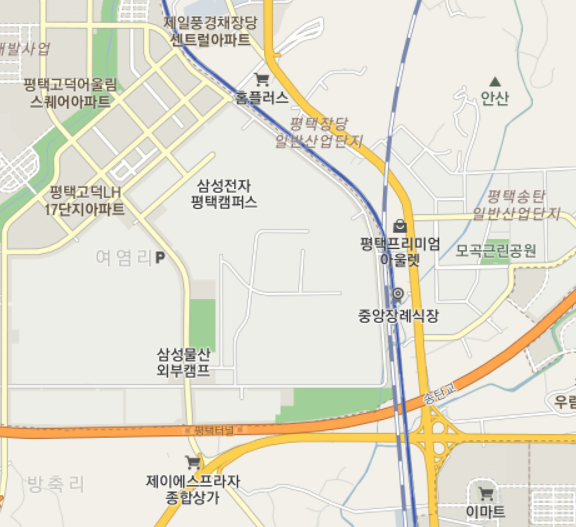 제일풍경채장당
센트럴아파트
개발사업
평택고덕어울림
스퀘어아파트
홈플러스
안산
평택장당
일반산업단지
평택고덕LH
17단지아파트
삼성전자
평택캠퍼스
평택송탄
일반산업단지
여염리
P
평택프리미엄
아울렛
모곡근린공원
중앙장례식장
삼성물산
외부캠프
송탄교
우림
평택터널
방축리
제이에스프라자
종합상가
이마트